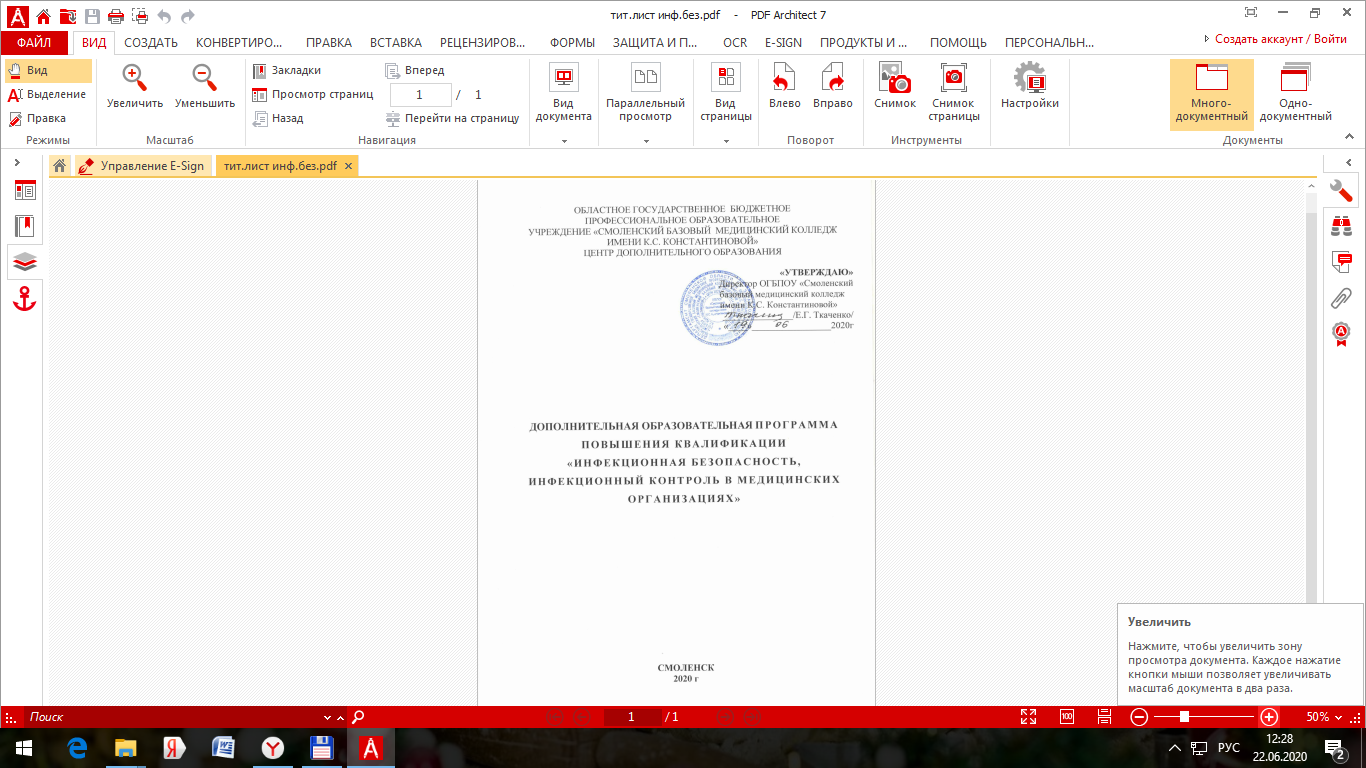 тит.лист инф.без.pdf - PDF Architect 7
ФАЙЛ ВИД СОЗДАТЬ КОНВЕРТИРО... ПРАВКА ВСТАВКА РЕЦЕНЗИРОВ... ФОРМЫ ЗАЩИТА И П... OCR E-SIGN ПРОДУКТЫ И ... ПОМОЩЬ ПЕРСОНАЛЬН... Создать аккаунт / Войти
Вид
Выделение
Правка
Режимы
Увеличить Уменьшить
Масштаб
Закладки Вперед
Просмотр страниц 1 / 1
Назад Перейти на страницу
Навигация
Вид документа
Параллельный просмотр
Вид страницы
Влево Вправо
Поворот
Снимок Снимок страницы
Инструменты
Настройки
Много-документный Одно-документный
Документы
Управление E-Sign тит.лист инф.без.pdf
ОБЛАСТНОЕ ГОСУДАРСТВЕННОЕ БЮДЖЕТНОЕ
ПРОФЕССИОНАЛЬНОЕ ОБРАЗОВАТЕЛЬНОЕ
УЧРЕЖДЕНИЕ «СМОЛЕНСКИЙ БАЗОВЫЙ МЕДИЦИНСКИЙ КОЛЛЕДЖ
ИМЕНИ К.С. КОНСТАНТИНОВОЙ»
ЦЕНТР ДОПОЛНИТЕЛЬНОГО ОБРАЗОВАНИЯ
«УТВЕРЖДАЮ»
Директор ОГБПОУ «Смоленский
базовый медицинский колледж
имени К.С. Константиновой»
/Е.Г. Ткаченко/
« 19 » 06 2020г
ДОПОЛНИТЕЛЬНАЯ ОБРАЗОВАТЕЛЬНАЯ ПРОГРАММА
ПОВЫШЕНИЯ КВАЛИФИКАЦИИ
«ИНФЕКЦИОННАЯ БЕЗОПАСНОСТЬ,
ИНФЕКЦИОННЫЙ КОНТРОЛЬ В МЕДИЦИНСКИХ
ОРГАНИЗАЦИЯХ»
СМОЛЕНСК
2020 г
Увеличить
Нажмите, чтобы увеличить зону
просмотра документа. Каждое нажатие
кнопки мыши позволяет увеличивать
масштаб документа в два раза.
Поиск 1 / 1 100 50%
РУС 12:28
22.06.2020 2